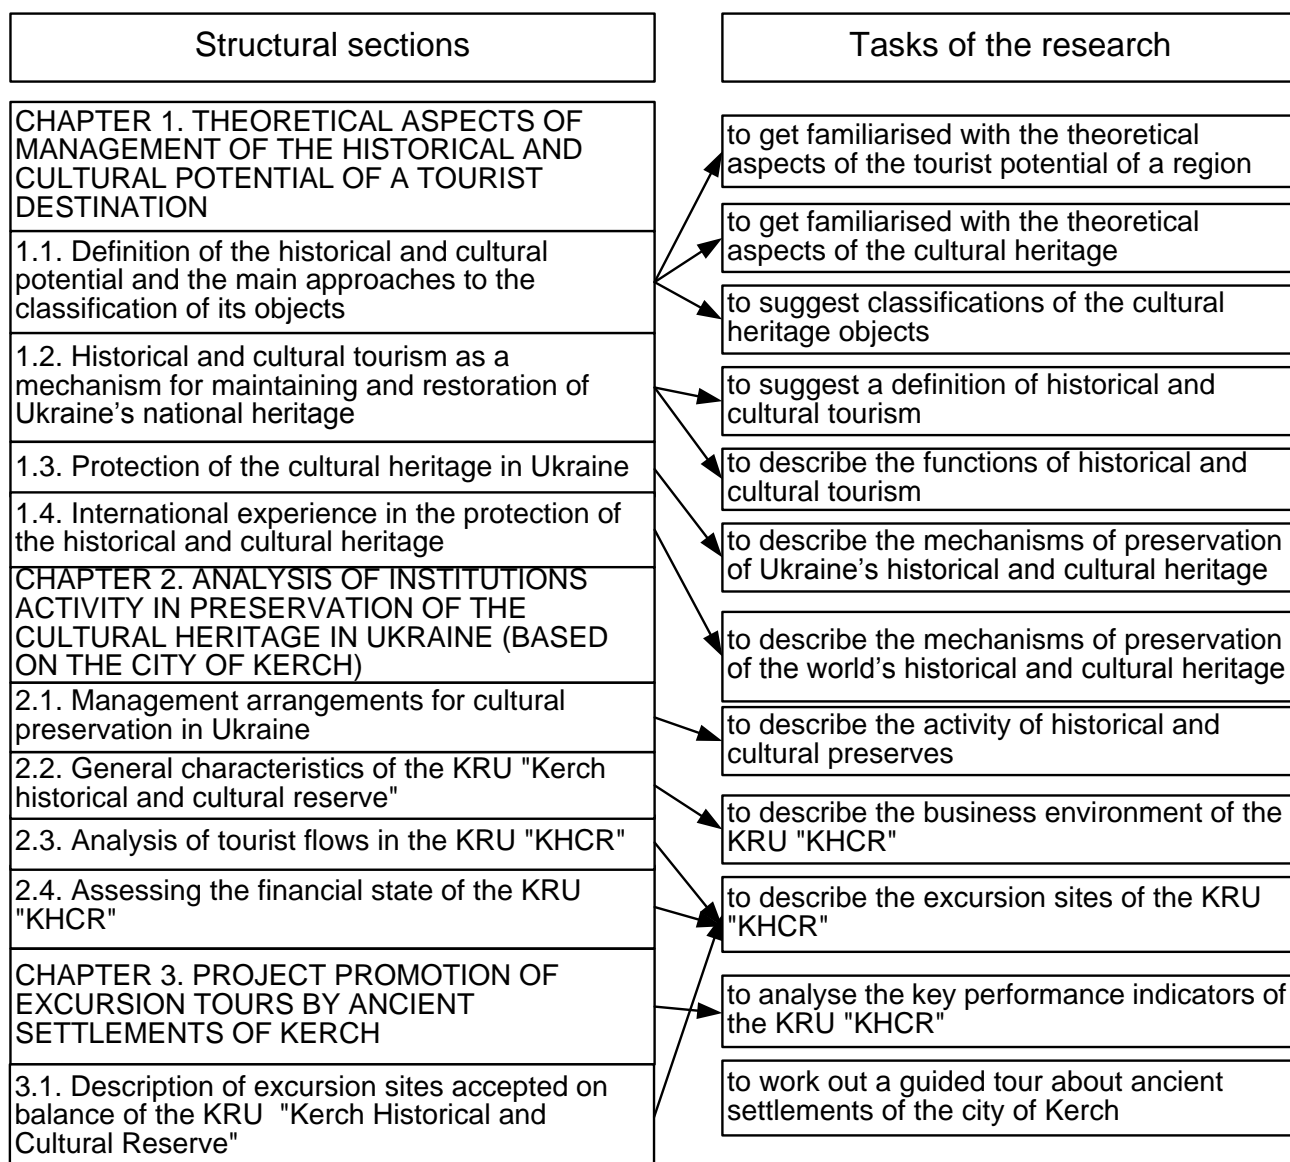 Structural sections
CHAPTER 1. THEORETICAL ASPECTS OF
MANAGEMENT OF THE HISTORICAL AND
CULTURAL POTENTIAL OF A TOURIST
DESTINATION
1.1. Definition of the historical and cultural
potential and the main approaches to the
classification of its objects
1.2. Historical and cultural tourism as a
mechanism for maintaining and restoration of
Ukraine’s national heritage
1.3. Protection of the cultural heritage in Ukraine
1.4. International experience in the protection of
the historical and cultural heritage
CHAPTER 2. ANALYSIS OF INSTITUTIONS
ACTIVITY IN PRESERVATION OF THE
CULTURAL HERITAGE IN UKRAINE (BASED
ON THE CITY OF KERCH)
2.1. Management arrangements for cultural
preservation in Ukraine
2.2. General characteristics of the KRU "Kerch
historical and cultural reserve"
2.3. Analysis of tourist flows in the KRU "KHCR"
2.4. Assessing the financial state of the KRU
"KHCR"
CHAPTER 3. PROJECT PROMOTION OF
EXCURSION TOURS BY ANCIENT
SETTLEMENTS OF KERCH
3.1. Description of excursion sites accepted on
balance of the KRU "Kerch Historical and
Cultural Reserve"
Tasks of the research
to get familiarised with the theoretical
aspects of the tourist potential of a region
to get familiarised with the theoretical
aspects of the cultural heritage
to suggest classifications of the cultural
heritage objects
to suggest a definition of historical and
cultural tourism
to describe the functions of historical and
cultural tourism
to describe the mechanisms of preservation
of Ukraine’s historical and cultural heritage
to describe the mechanisms of preservation
of the world’s historical and cultural heritage
to describe the activity of historical and
cultural preserves
to describe the business environment of the
KRU "KHCR"
to describe the excursion sites of the KRU
"KHCR"
to analyse the key performance indicators of
the KRU "KHCR"
to work out a guided tour about ancient
settlements of the city of Kerch